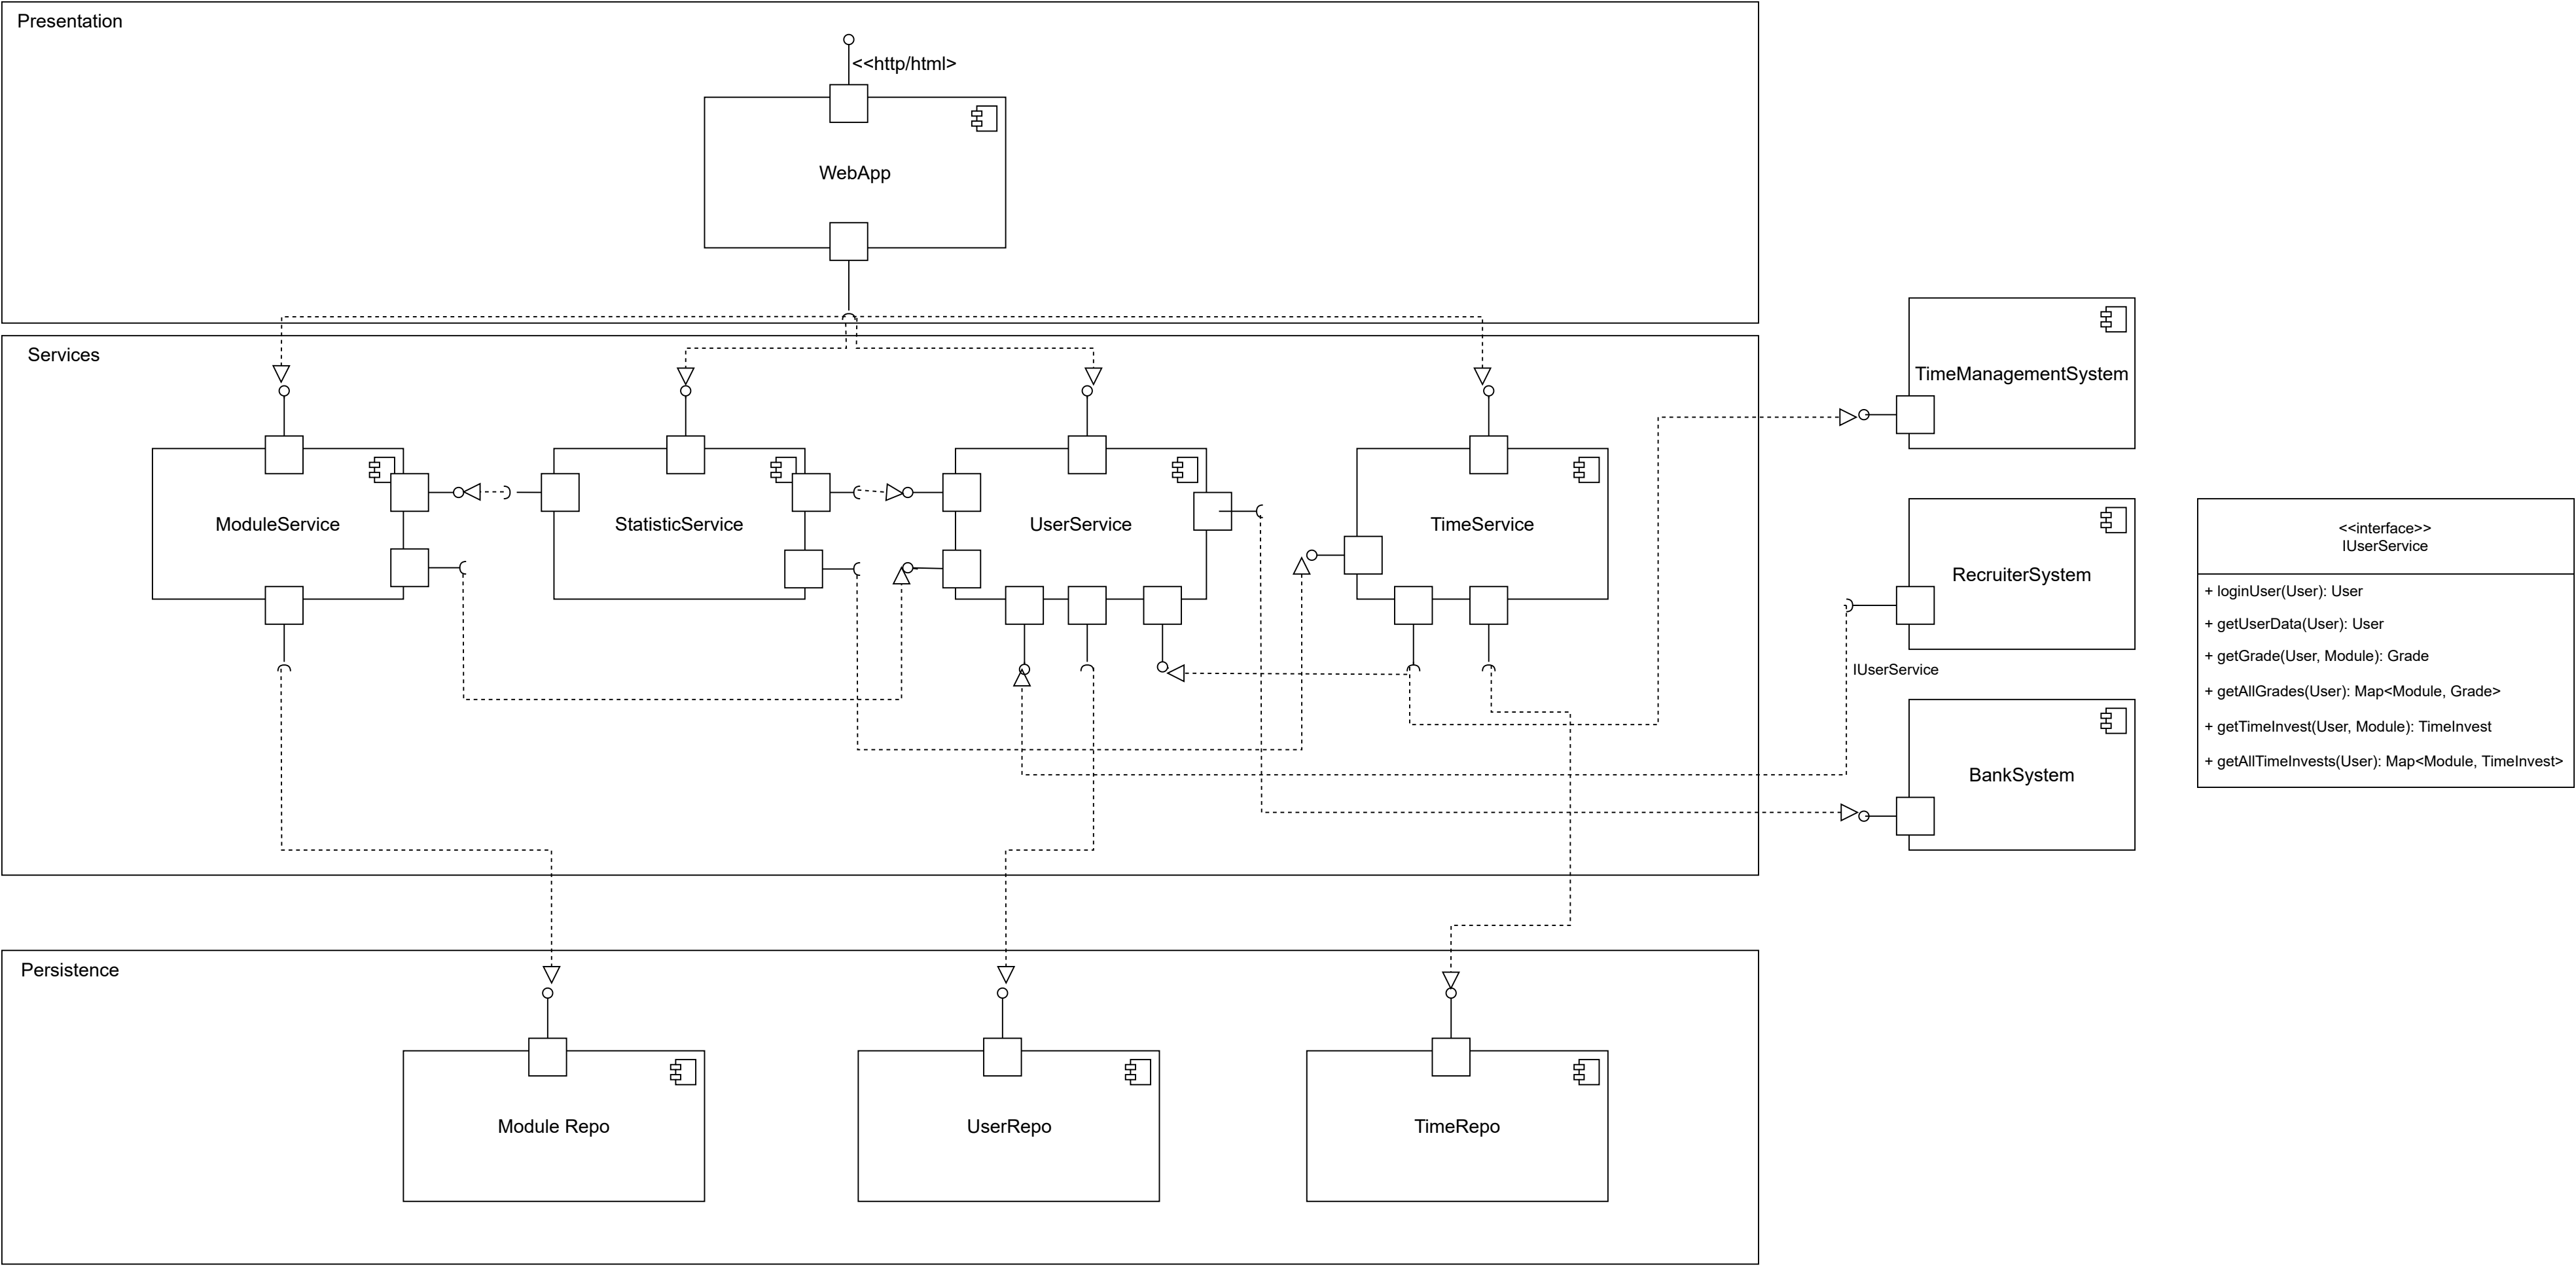 Presentation
<<http/html>
WebApp
Services
ModuleService
StatisticService
UserService
TimeService
TimeManagementSystem
RecruiterSystem
IUserService
BankSystem
<<interface>>
IUserService
+ loginUser(User): User
+ getUserData(User): User
+ getGrade(User, Module): Grade
+ getAllGrades(User): Map<Module, Grade>
+ getTimeInvest(User, Module): TimeInvest
+ getAllTimeInvests(User): Map<Module, TimeInvest>
Persistence
Module Repo
UserRepo
TimeRepo